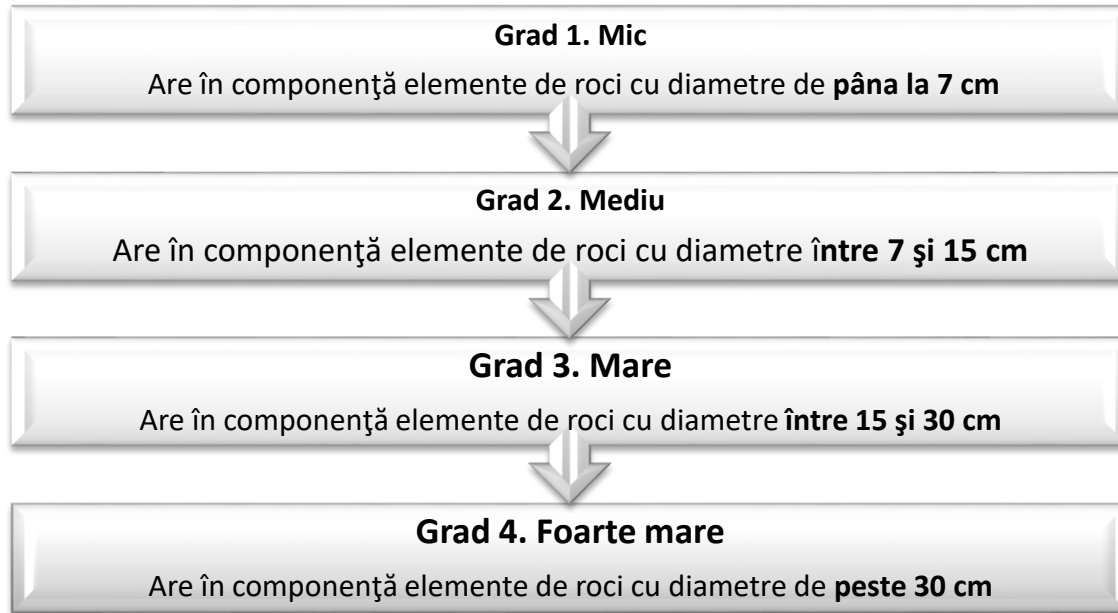 Grad 1. Mic
Are în componenţă elemente de roci cu diametre de pâna la 7 cm
Grad 2. Mediu
Are în componenţă elemente de roci cu diametre între 7 şi 15 cm
Grad 3. Mare
Are în componenţă elemente de roci cu diametre între 15 şi 30 cm
Grad 4. Foarte mare
Are în componenţă elemente de roci cu diametre de peste 30 cm